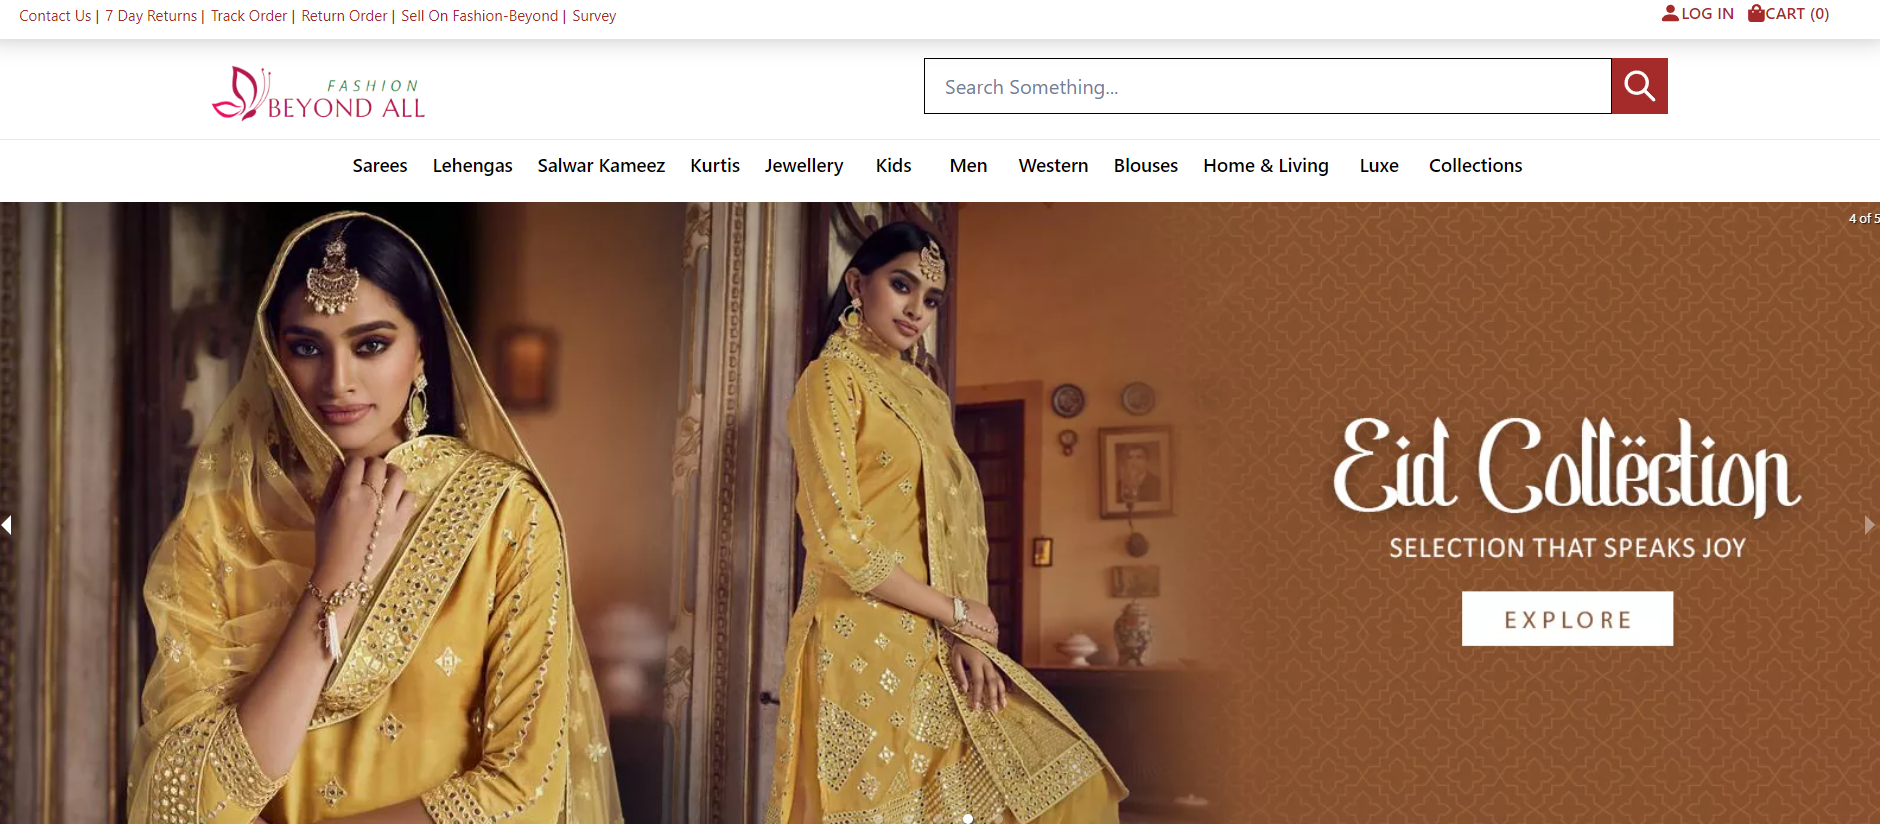 Contact Us | 7 Day Returns | Track Order | Return Order | Sell On Fashion-Beyond | Survey
LOG IN CART (0)
FASHION
BEYOND ALL
Search Something...
Sarees Lehengas Salwar Kameez Kurtis Jewellery Kids Men Western Blouses Home & Living Luxe Collections
4 of 5
Eid Collection
SELECTION THAT SPEAKS JOY
EXPLORE